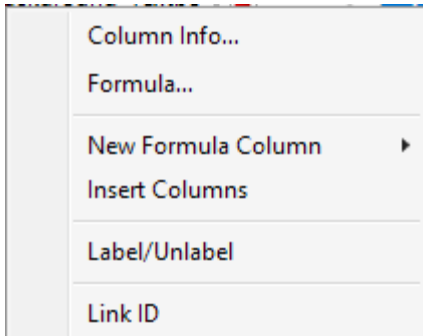 Column Info...
Formula...
New Formula Column
Insert Columns
Label/Unlabel
Link ID